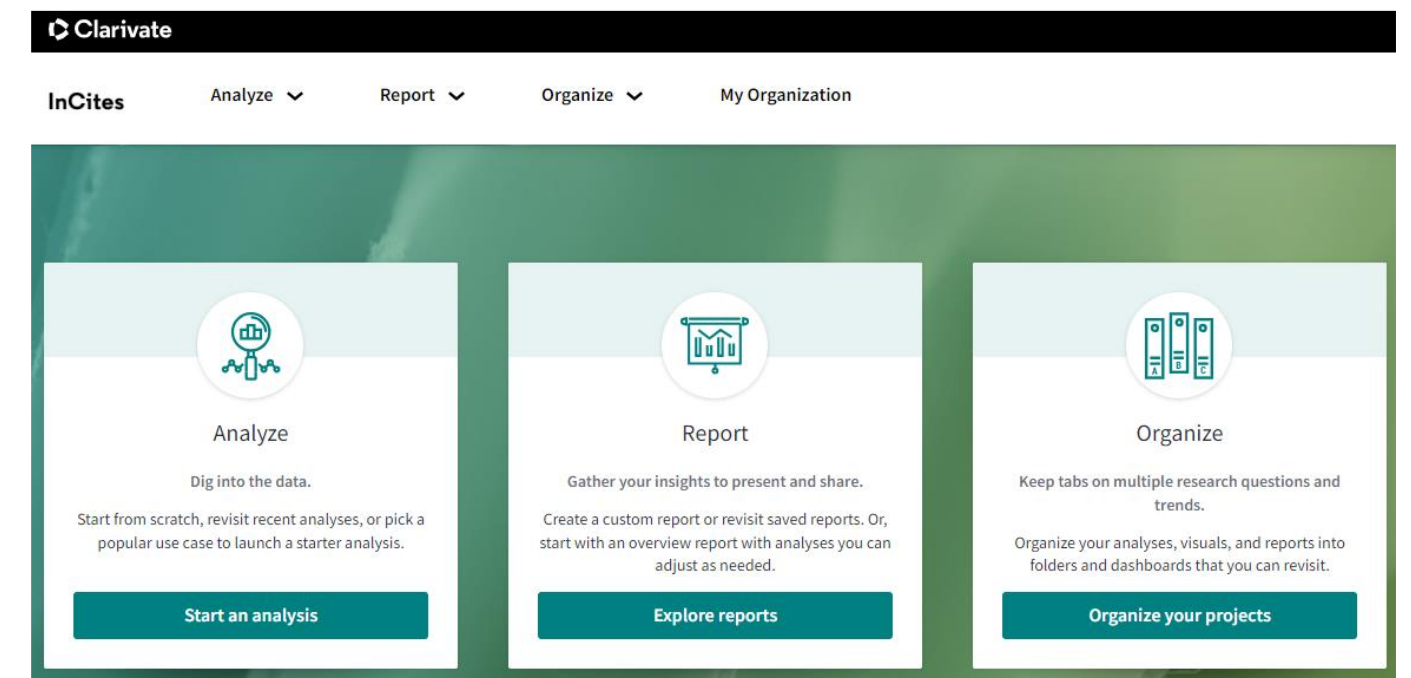 Clarivate
InCites
Analyze
Report
Organize
My Organization
Analyze
Dig into the data.
Start from scratch, revisit recent analyses, or pick a
popular use case to launch a starter analysis.
Start an analysis
Report
Gather your insights to present and share.
Create a custom report or revisit saved reports. Or,
start with an overview report with analyses you can
adjust as needed.
Explore reports
A
B
C
Organize
Keep tabs on multiple research questions and
trends.
Organize your analyses, visuals, and reports into
folders and dashboards that you can revisit.
Organize your projects